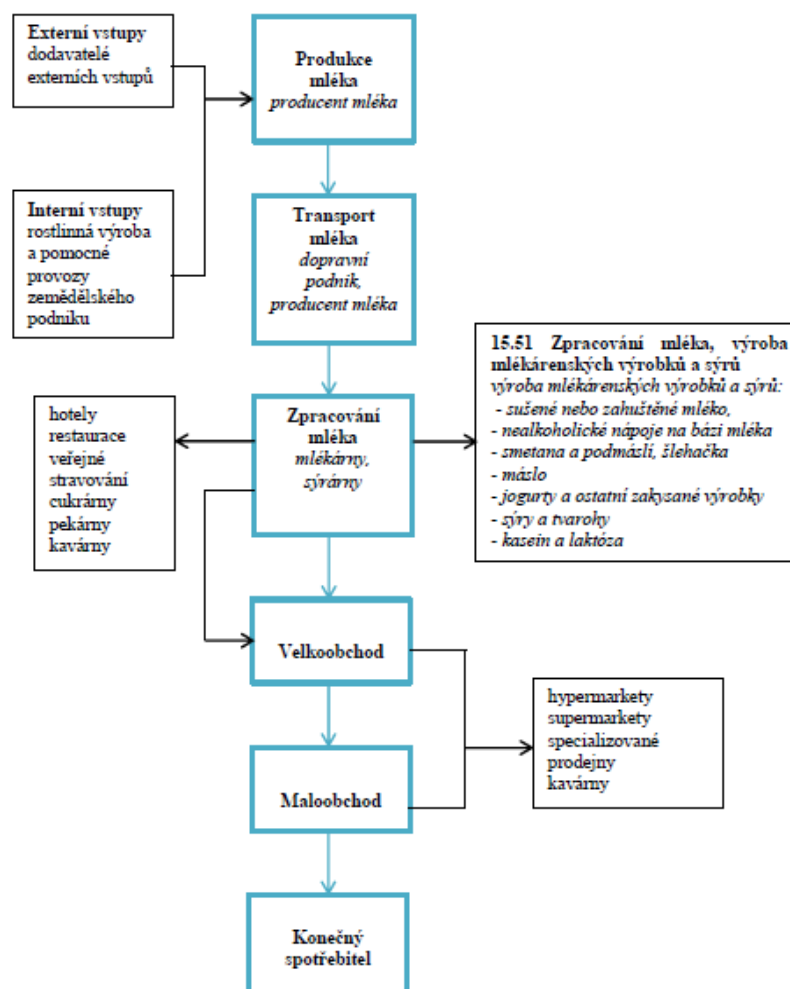 Externí vstupy
dodavatelé
externích vstupů
Produkce
mléka
producent mléka
Interní vstupy
rostlinná výroba
a pomocné
provozy
zemědělského
podniku
Transport
mléka
dopravní
podnik,
producent mléka
15.51 Zpracování mléka, výroba
mlékárenských výrobků a sýrů
výroba mlékárenských výrobků a sýrů:
- sušené nebo zahuštěné mléko,
- nealkoholické nápoje na bázi mléka
- smetana a podmáslí, šlehačka
- máslo
- jogurty a ostatní zakysané výrobky
- sýry a tvarohy
- kasein a laktóza
hotely
restaurace
veřejné
stravování
cukrárny
pekárny
kavárny
Zpracování
mléka
mlékárny,
sýrárny
Velkoobchod
hypermarkety
supermarkety
specializované
prodejny
kavárny
Maloobchod
Konečný
spotřebitel